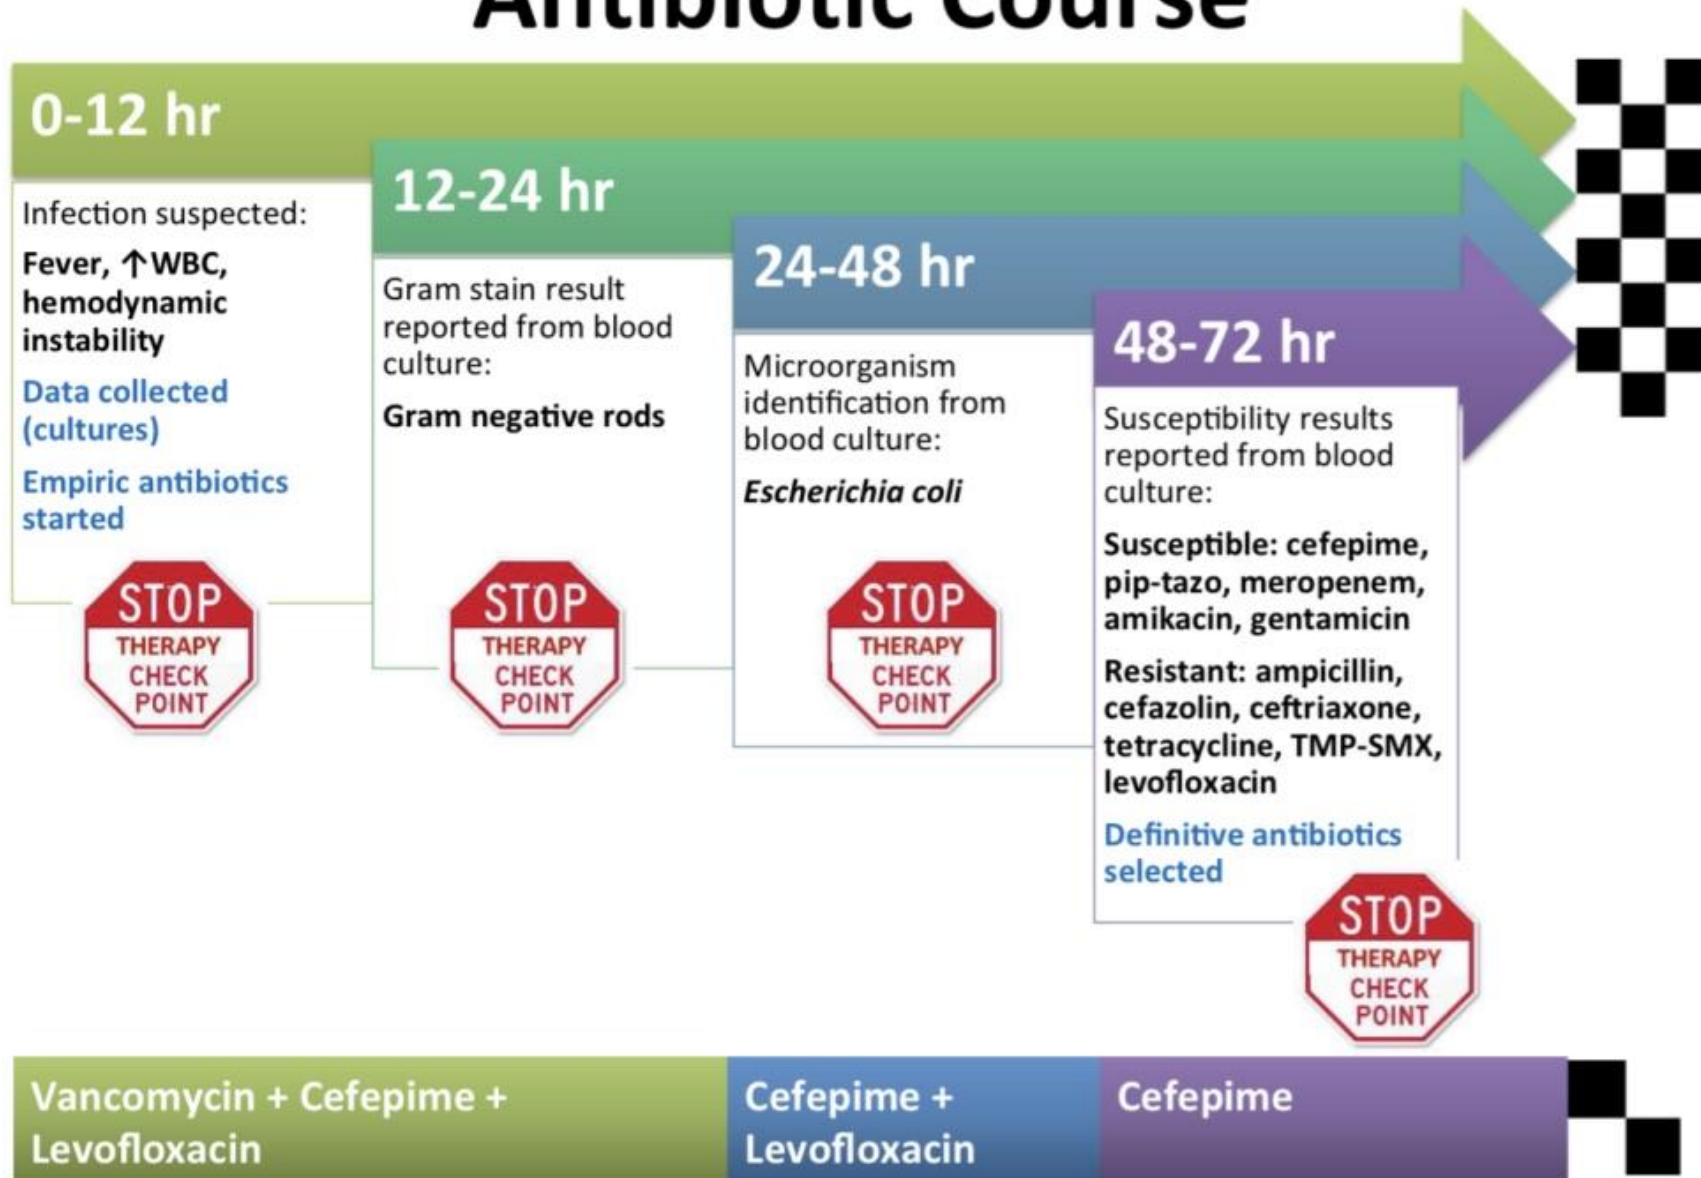 Antibiotic Course
0-12 hr
Infection suspected:
Fever, ↑WBC,
hemodynamic
instability
Data collected
(cultures)
Empiric antibiotics
started
STOP
THERAPY
CHECK
POINT
12-24 hr
Gram stain result
reported from blood
culture:
Gram negative rods
STOP
THERAPY
CHECK
POINT
24-48 hr
Microorganism
identification from
blood culture:
Escherichia coli
STOP
THERAPY
CHECK
POINT
48-72 hr
Susceptibility results
reported from blood
culture:
Susceptible: cefepime,
pip-tazo, meropenem,
amikacin, gentamicin
Resistant: ampicillin,
cefazolin, ceftriaxone,
tetracycline, TMP-SMX,
levofloxacin
Definitive antibiotics
selected
STOP
THERAPY
CHECK
POINT
Vancomycin + Cefepime +
Levofloxacin
Cefepime +
Levofloxacin
Cefepime